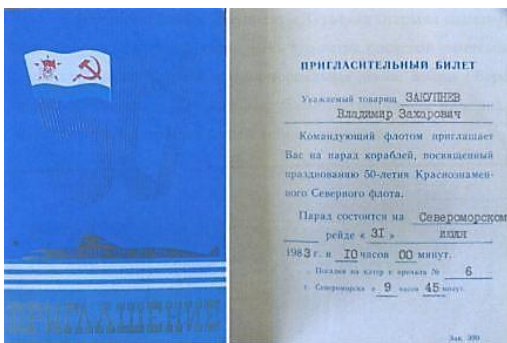 ПРИГЛАШЕНИЕ
ПРИГЛАСИТЕЛЬНЫЙ БИЛЕТ
Уважаемый товарищ ЗАКУПНЕВ
Владимир Захарович
Командующий флотом приглашает
Вас на парад кораблей, посвященный
празднованию 50-летия Краснознамен-
ного Северного флота.
Парад состоится на Североморском
рейде « 31 » июля
1983 г. в 10 часов 00 минут.
Посадка на катер с причала № 6
г. Североморска в 9 часов 45 минут.
Зак. 399